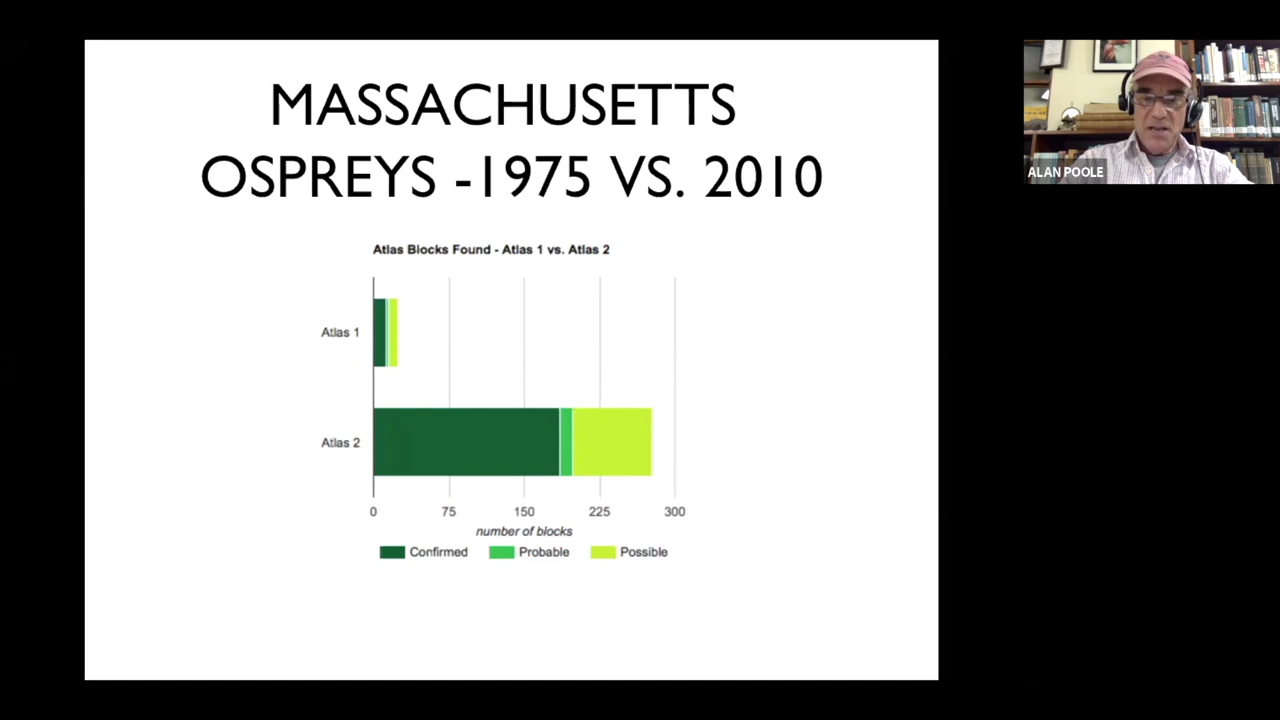 MASSACHUSETTS
OSPREYS -1975 VS. 2010
Atlas Blocks Found - Atlas 1 vs. Atlas 2
Atlas 1
Atlas 2
0 75 150 225 300
number of blocks
Confirmed Probable Possible
ALAN POOLE